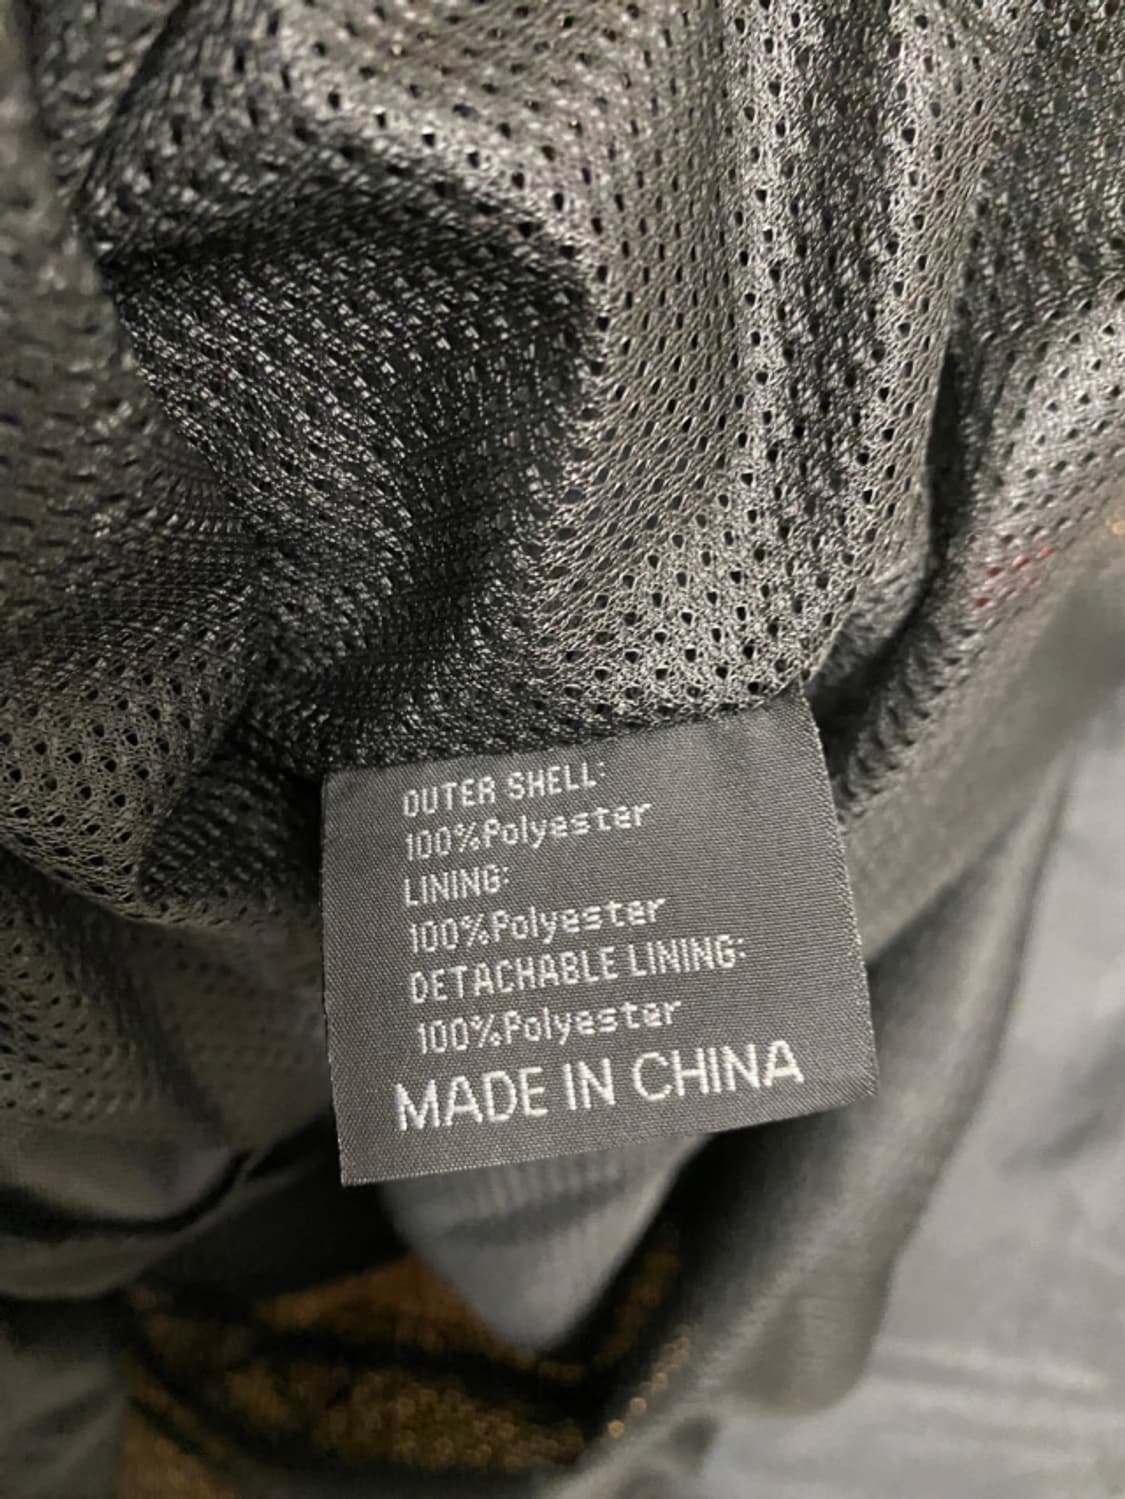 OUTER SHELL:
100%Polyester
LINING:
100%Polyester
DETACHABLE LINING:
100%Polyester
MADE IN CHINA